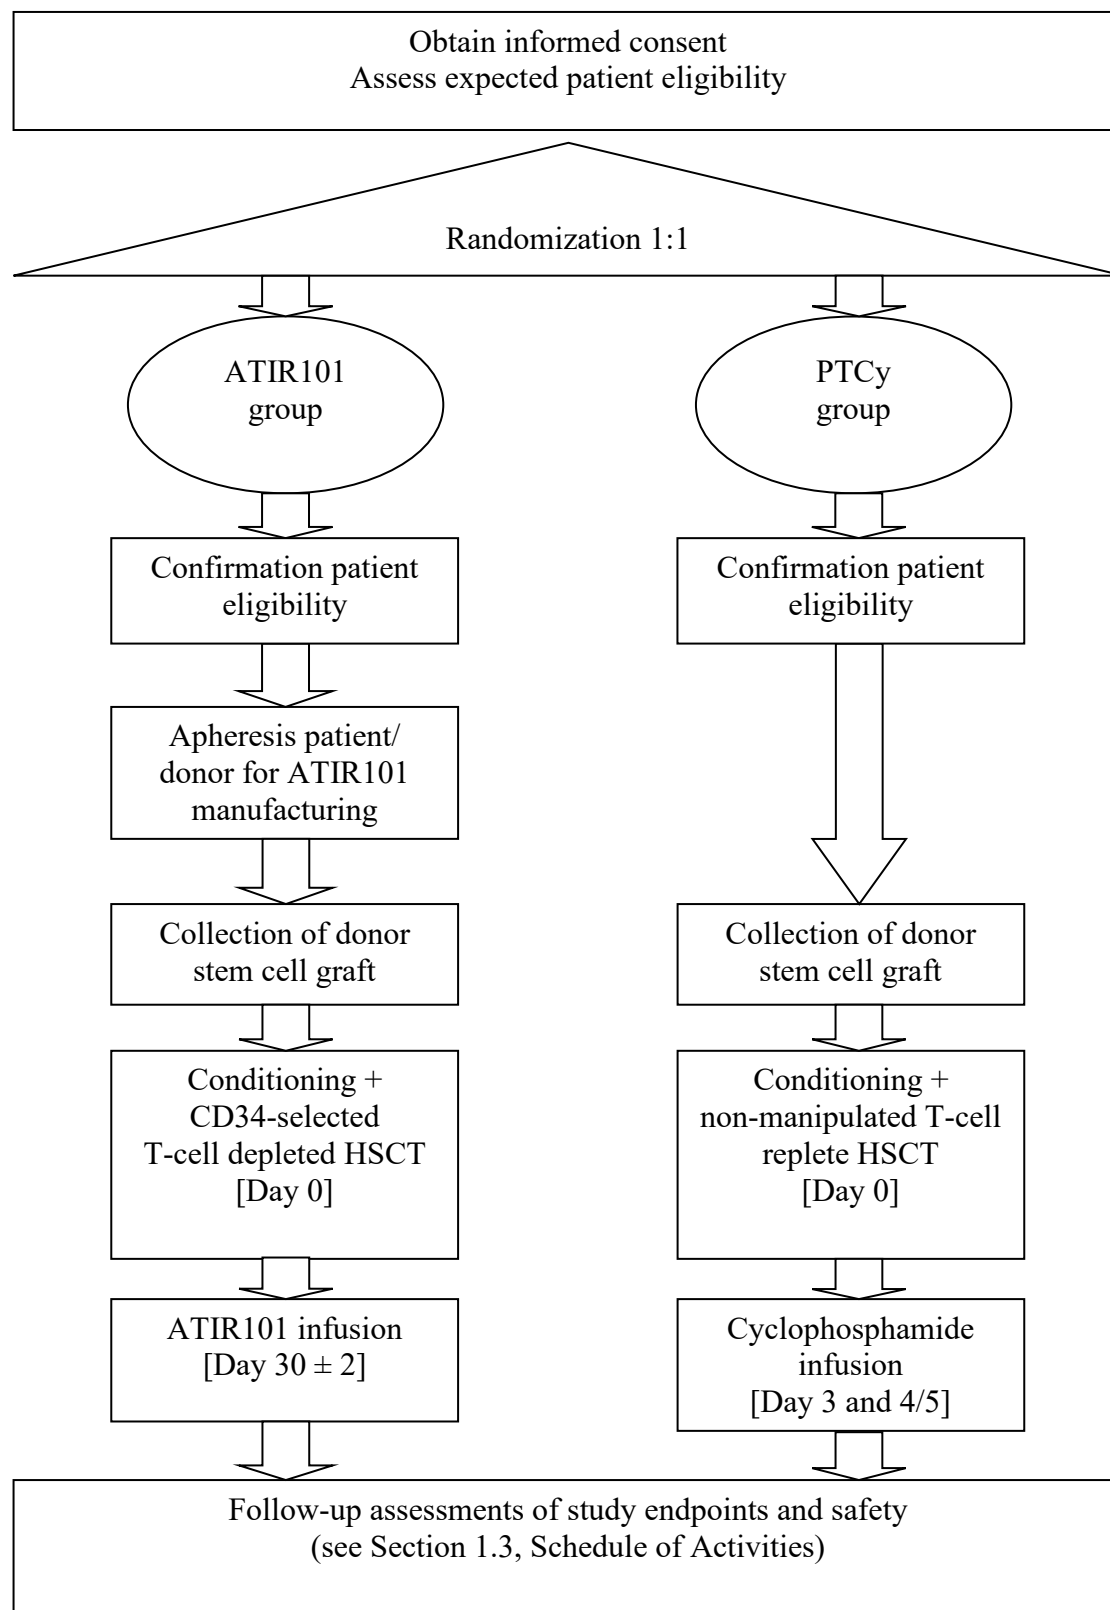 Obtain informed consent
Assess expected patient eligibility
Randomization 1:1
ATIR101
group
PTCy
group
Confirmation patient
eligibility
Confirmation patient
eligibility
Apheresis patient/
donor for ATIR101
manufacturing
Collection of donor
stem cell graft
Collection of donor
stem cell graft
Conditioning +
CD34-selected
T-cell depleted HSCT
[Day 0]
Conditioning +
non-manipulated T-cell
replete HSCT
[Day 0]
ATIR101 infusion
[Day 30 ± 2]
Cyclophosphamide
infusion
[Day 3 and 4/5]
Follow-up assessments of study endpoints and safety
(see Section 1.3, Schedule of Activities)